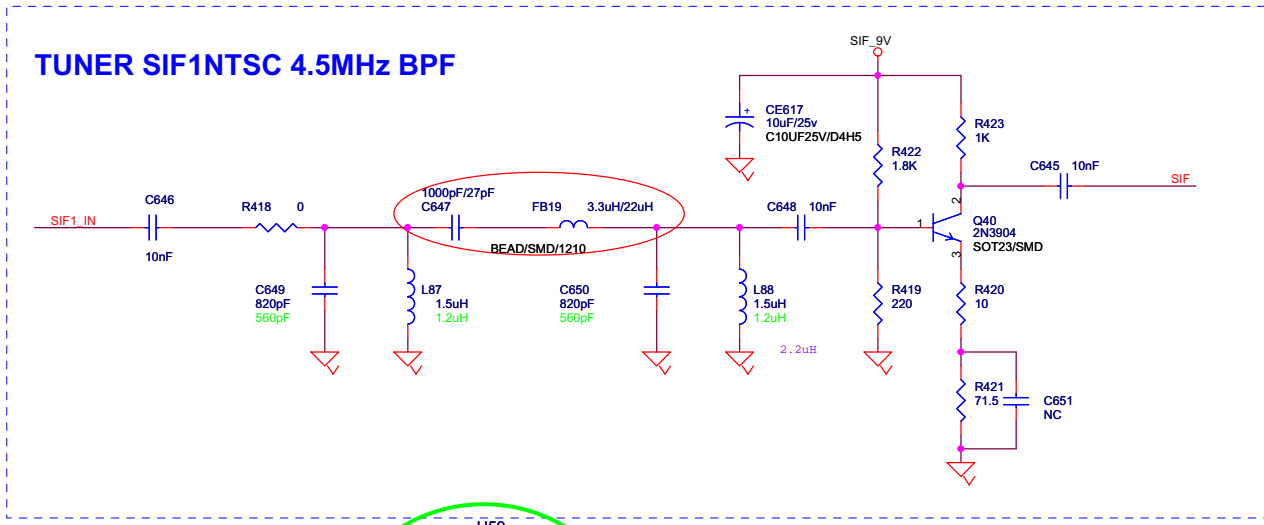 TUNER SIF1NTSC 4.5MHz BPF
SIF_9V
CE617
10uF/25v
C10UF25V/D4H5
R423
1K
R422
1.8K
C645 10nF
SIF
SIF1_IN
C646
10nF
R418 0
1000pF/27pF
C647
FB19 3.3uH/22uH
BEAD/SMD/1210
C648 10nF
1
2
3
Q40
2N3904
SOT23/SMD
C649
820pF
560pF
L87
1.5uH
1.2uH
C650
820pF
560pF
L88
1.5uH
1.2uH
2.2uH
R419
220
R420
10
R421
71.5
C651
NC